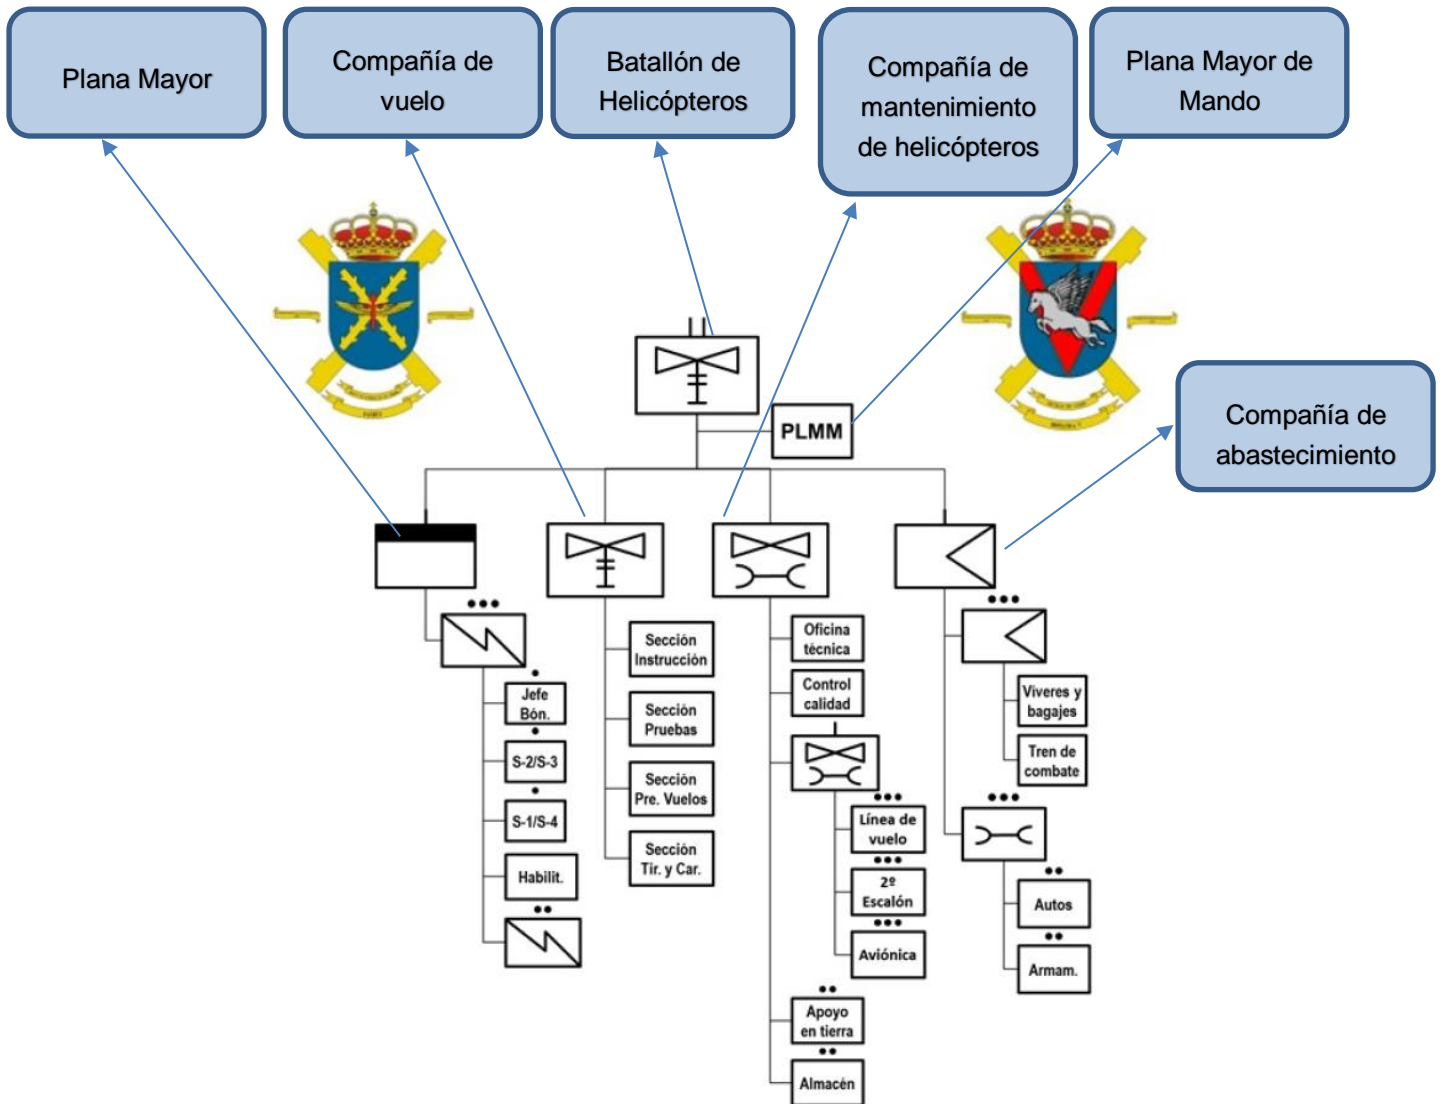 Plana Mayor
Compañía de
vuelo
Batallón de
Helicópteros
Compañía de
mantenimiento
de helicópteros
Plana Mayor de
Mando
Compañía de
abastecimiento
PLMM
Jefe
Bón.
S-2/S-3
S-1/S-4
Habilit.
Sección
Instrucción
Sección
Pruebas
Sección
Pre. Vuelos
Sección
Tir. y Car.
Oficina
técnica
Control
calidad
Línea de
vuelo
2º
Escalón
Aviónica
Apoyo
en tierra
Almacén
Viveres y
bagajes
Tren de
combate
Autos
Armam.